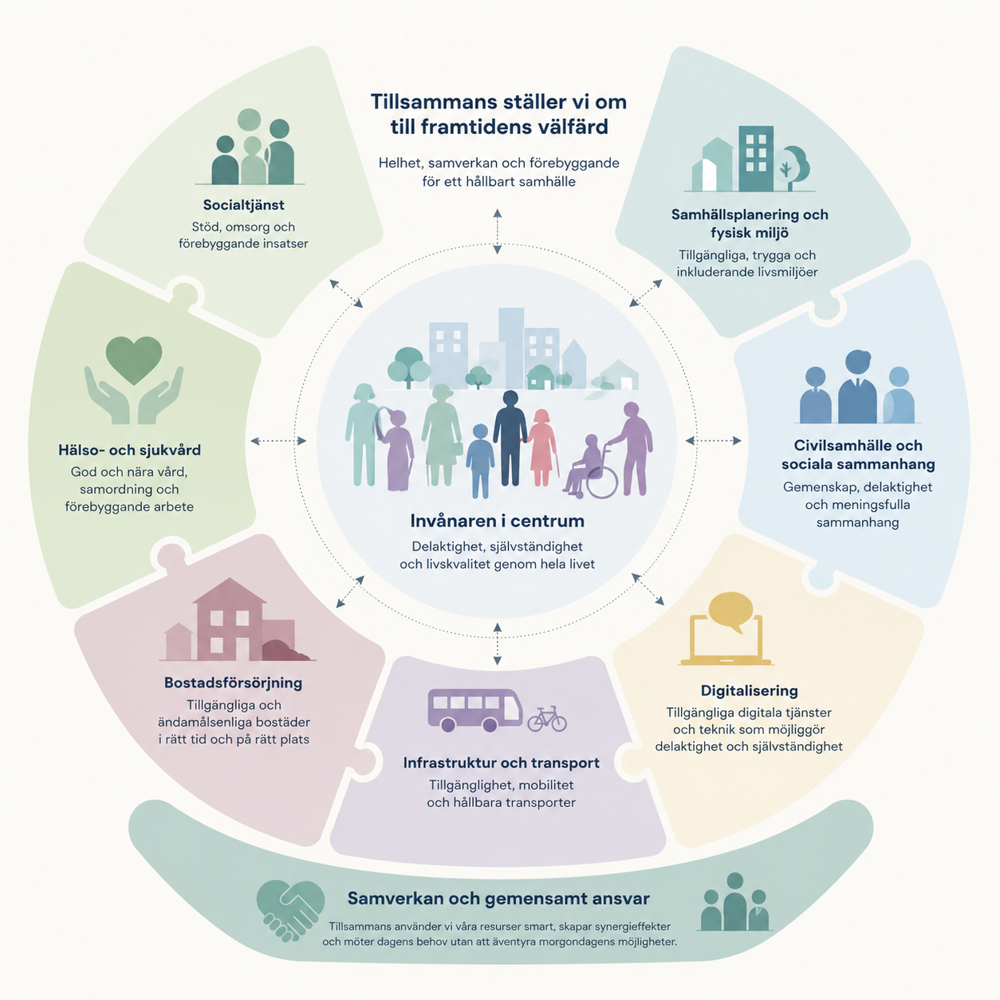 Tillsammans ställer vi om
till framtidens välfärd
Helhet, samverkan och förebyggande
för ett hållbart samhälle
Socialtjänst
Stöd, omsorg och
förebyggande insatser
Samhällsplanering och
fysisk miljö
Tillgängliga, trygga och
inkluderande livsmiljöer
Hälso- och sjukvård
God och nära vård,
samordning och
förebyggande arbete
Civilsamhälle och
sociala sammanhang
Gemenskap, delaktighet
och meningsfulla
sammanhang
Invånaren i centrum
Delaktighet, självständighet
och livskvalitet genom hela livet
Bostadsförsörjning
Tillgängliga och
ändamålsenliga bostäder
i rätt tid och på rätt plats
Digitalisering
Tillgängliga digitala tjänster
och teknik som möjliggör
delaktighet och självständighet
Infrastruktur och transport
Tillgänglighet, mobilitet
och hållbara transporter
Samverkan och gemensamt ansvar
Tillsammans använder vi våra resurser smart, skapar synergieffekter
och möter dagens behov utan att äventyra morgondagens möjligheter.